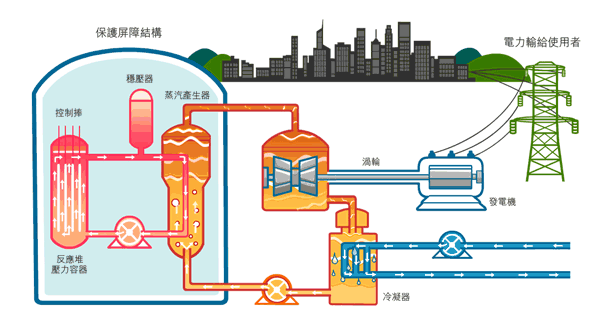 保護屏障結構
電力輸給使用者
穩壓器
蒸汽產生器
控制捧
渦輪
發電機
反應堆
壓力容器
冷凝器